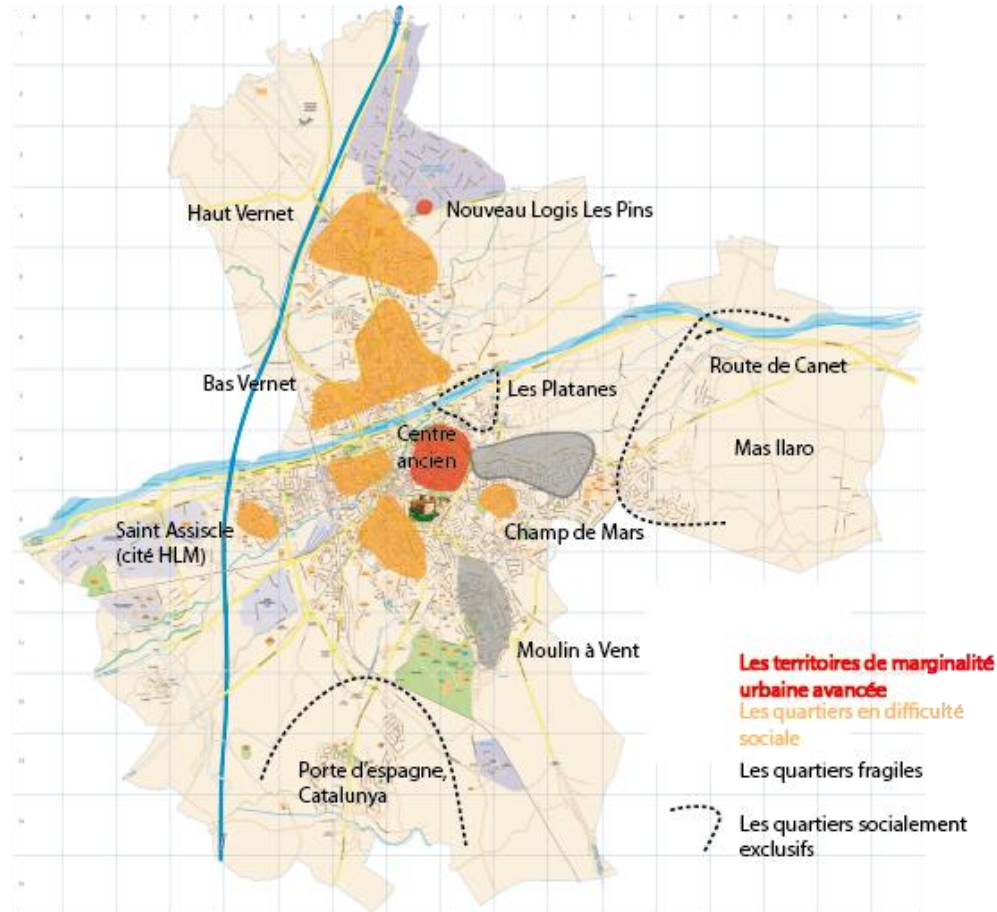 Haut Vernet
Nouveau Logis Les Pins
Bas Vernet
Les Platanes
Route de Canet
Centre
ancien
Mas llaro
Saint Assiscle
(cité HLM)
Champ de Mars
Moulin à Vent
Porte d'espagne,
Catalunya
Les territoires de marginalité
urbaine avancée
Les quartiers en difficulté
sociale
Les quartiers fragiles
Les quartiers socialement
exclusifs